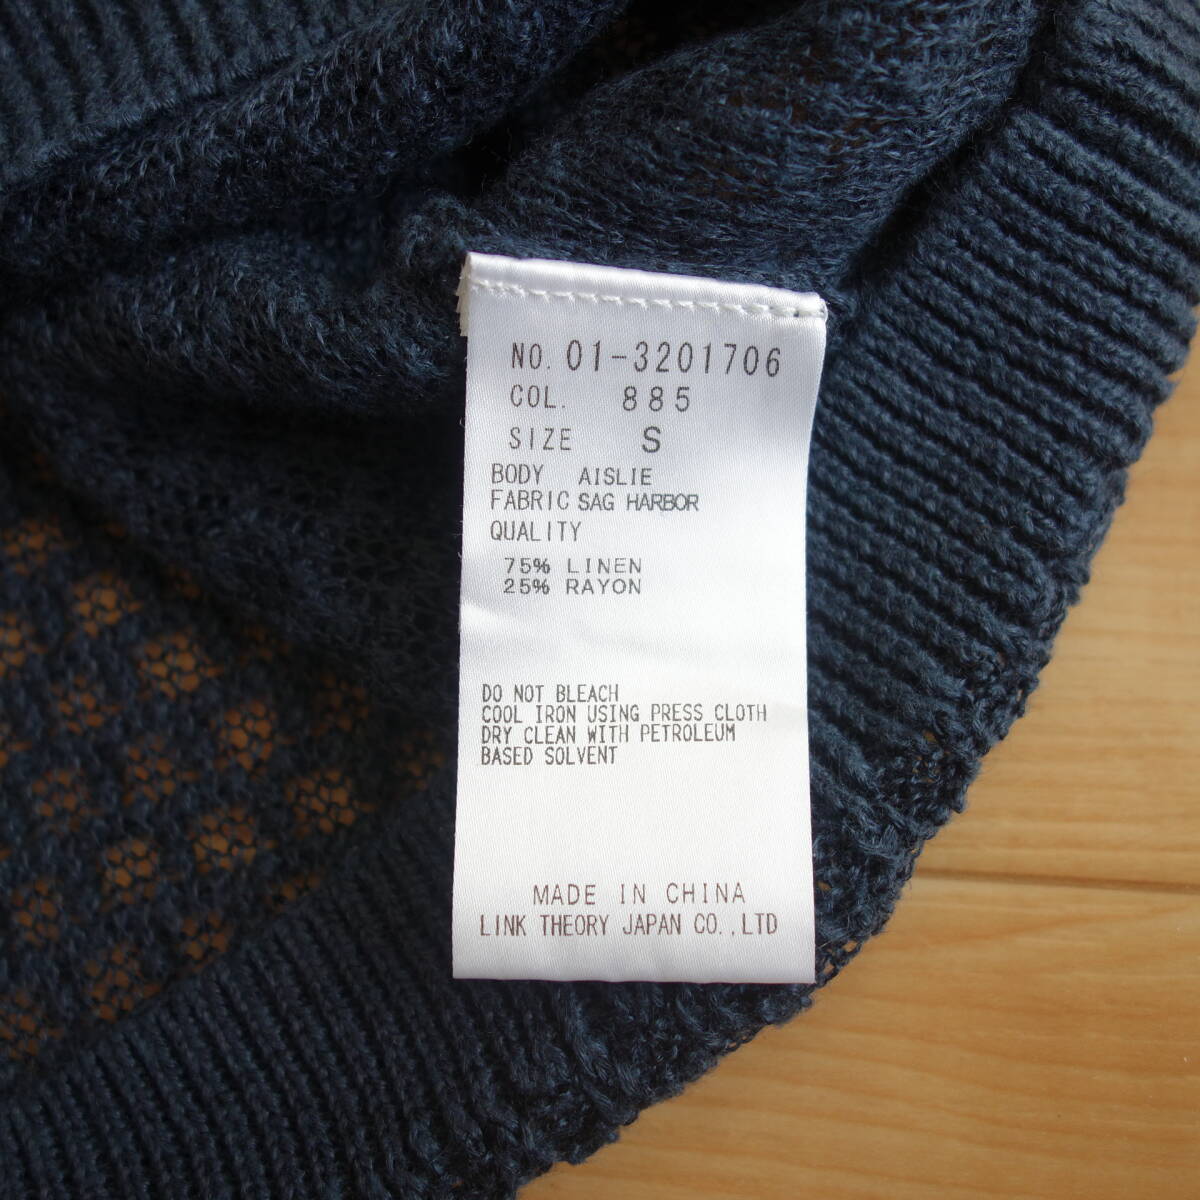 NO. 01-3201706
COL. 885
SIZE S
BODY AISLIE
FABRIC SAG HARBOR
QUALITY
75% LINEN
25% RAYON
DO NOT BLEACH
COOL IRON USING PRESS CLOTH
DRY CLEAN WITH PETROLEUM
BASED SOLVENT
MADE IN CHINA
LINK THEORY JAPAN CO.,LTD